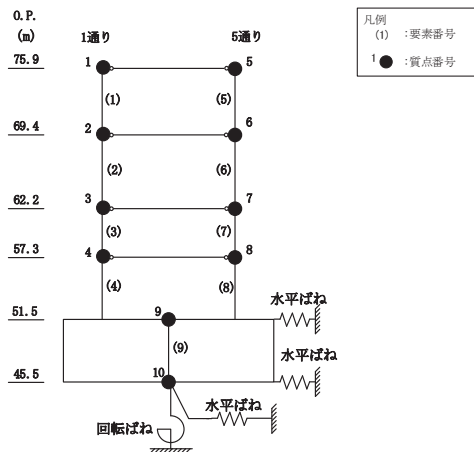 O.P.
(m)
1通り 5通り
75.9 1 5
(1) (5)
69.4 2 6
(2) (6)
62.2 3 7
(3) (7)
57.3 4 8
(4) (8)
水平ばね
51.5 9
(9)
水平ばね
45.5 10
水平ばね
回転ばね
凡例
(1) :要素番号
1 :質点番号